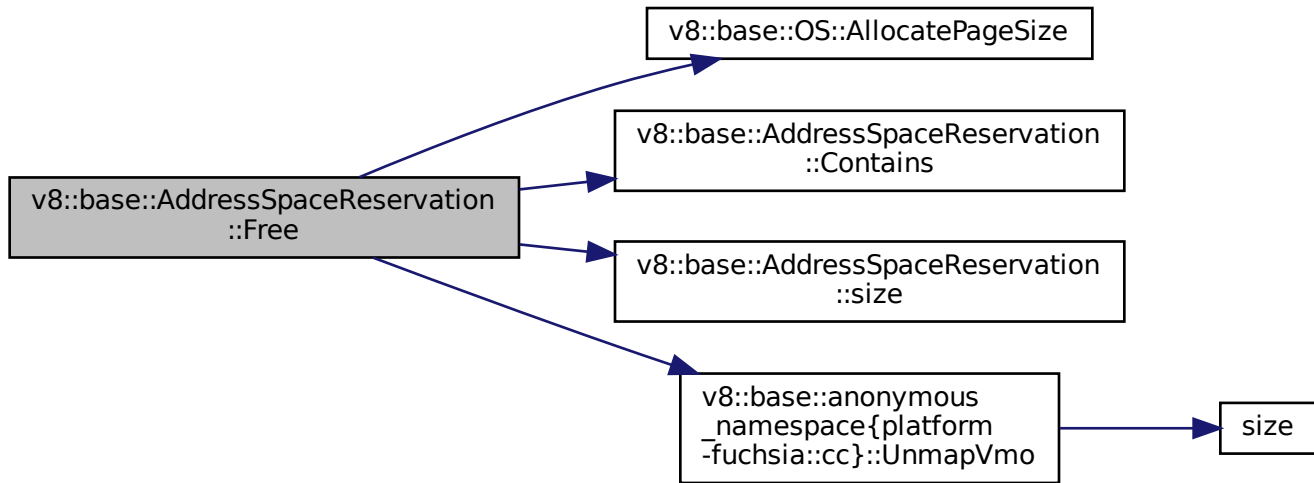 v8::base::OS::AllocatePageSize
v8::base::AddressSpaceReservation
::Contains
v8::base::AddressSpaceReservation
::Free
v8::base::AddressSpaceReservation
::size
v8::base::anonymous
_namespace{platform
-fuchsia::cc}::UnmapVmo
size